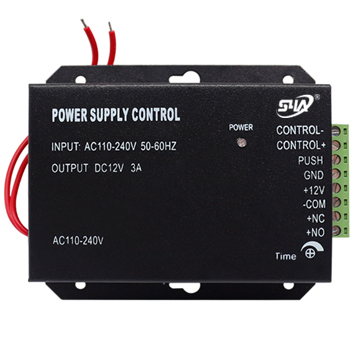 POWER SUPPLY CONTROL
INPUT: AC110-240V 50-60HZ
OUTPUT DC12V 3A
AC110-240V
POWER
CONTROL-
CONTROL+
PUSH
GND
+12V
-COM
+NC
+NO
Time